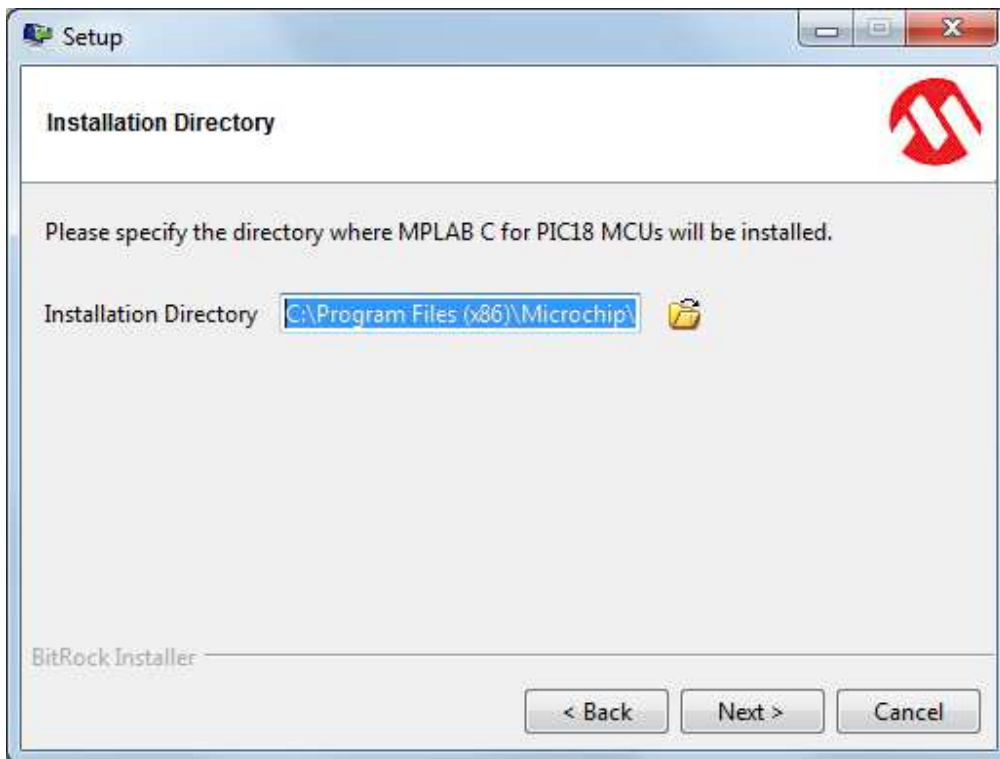 Setup
Installation Directory
Please specify the directory where MPLAB C for PIC18 MCUs will be installed.
Installation Directory C:\Program Files (x86)\Microchip\
BitRock Installer
< Back Next > Cancel